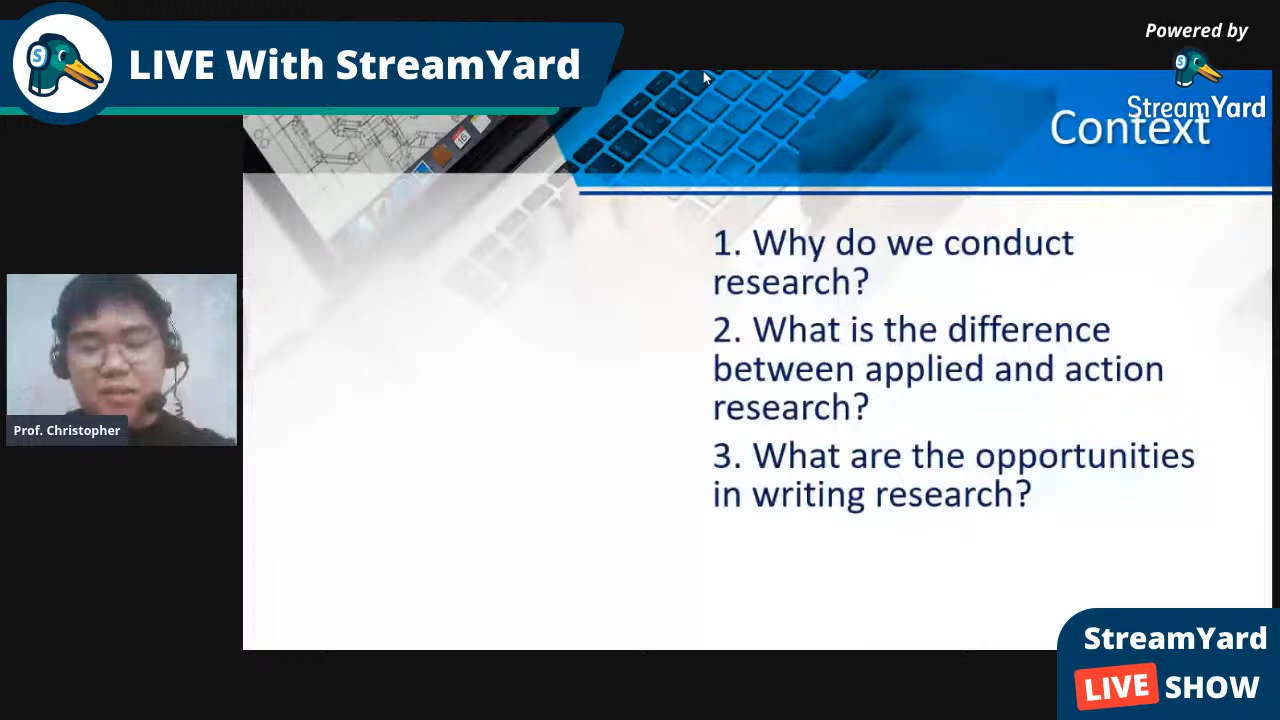 LIVE With StreamYard
Powered by
StreamYard
Context
1. Why do we conduct
research?
2. What is the difference
between applied and action
research?
3. What are the opportunities
in writing research?
Prof. Christopher
StreamYard
LIVE SHOW